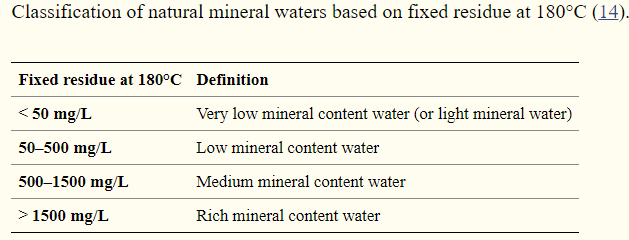 Classification of natural mineral waters based on fixed residue at 180°C (14).
Fixed residue at 180°C Definition
< 50 mg/L Very low mineral content water (or light mineral water)
50–500 mg/L Low mineral content water
500–1500 mg/L Medium mineral content water
> 1500 mg/L Rich mineral content water